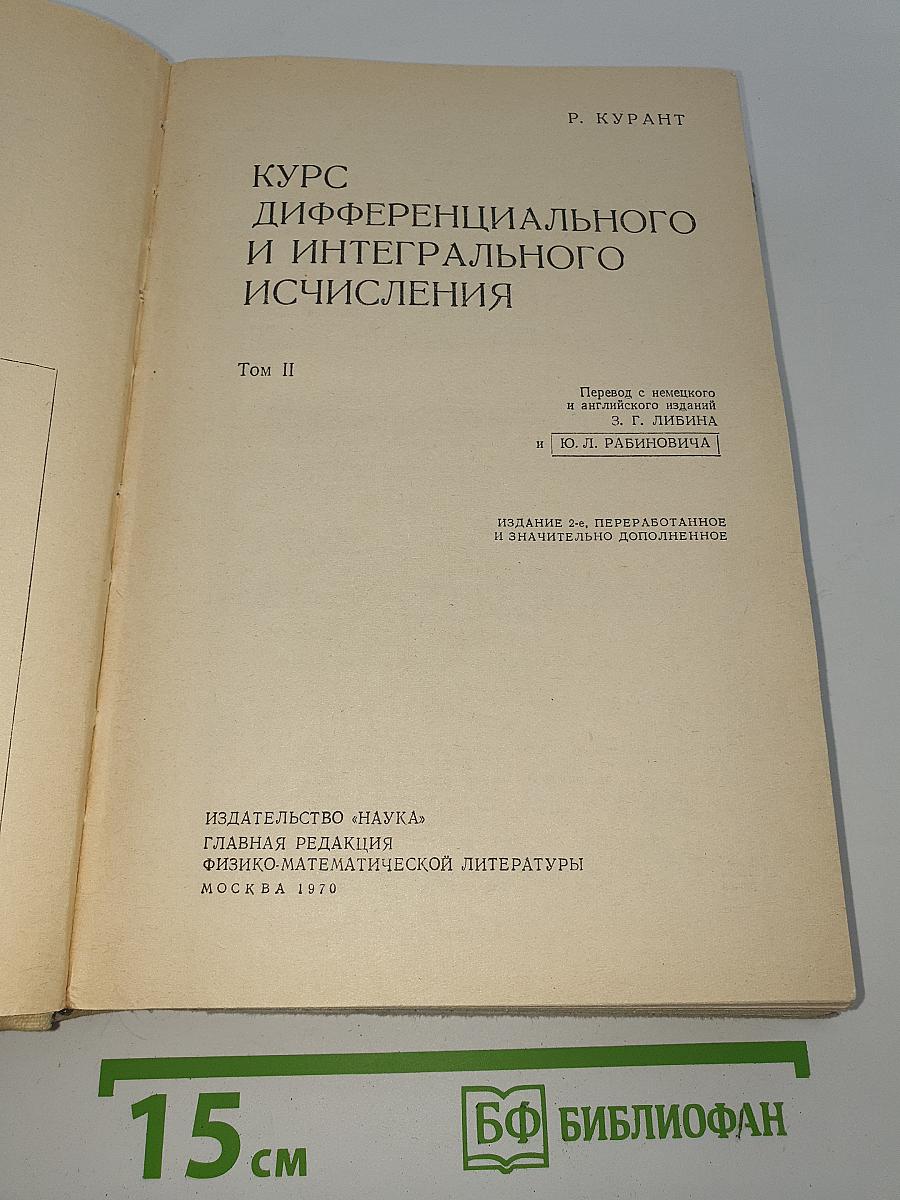 Р. КУРАНТ
КУРС
ДИФФЕРЕНЦИАЛЬНОГО
И ИНТЕГРАЛЬНОГО
ИСЧИСЛЕНИЯ
Том II
Перевод с немецкого
и английского изданий
З. Г. ЛИБИНА
и Ю. Л. РАБИНОВИЧА
ИЗДАНИЕ 2-е, ПЕРЕРАБОТАННОЕ
И ЗНАЧИТЕЛЬНО ДОПОЛНЕННОЕ
ИЗДАТЕЛЬСТВО «НАУКА»
ГЛАВНАЯ РЕДАКЦИЯ
ФИЗИКО-МАТЕМАТИЧЕСКОЙ ЛИТЕРАТУРЫ
МОСКВА 1970
15 см
БФ БИБЛИОФАН